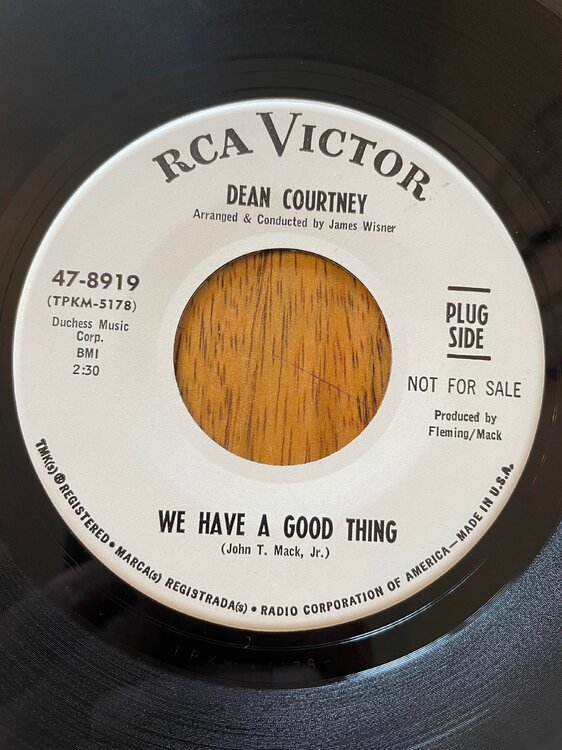 RCA VICTOR
DEAN COURTNEY
Arranged & Conducted by James Wisner
47-8919
(TPKM-5178)
Duchess Music
Corp.
BMI
2:30
PLUG
SIDE
NOT FOR SALE
Produced by
Fleming/Mack
WE HAVE A GOOD THING
(John T. Mack, Jr.)
TMK(s) ® REGISTERED • MARCA(s) REGISTRADA(s) • RADIO CORPORATION OF AMERICA—MADE IN U.S.A.
TPKM-5178-